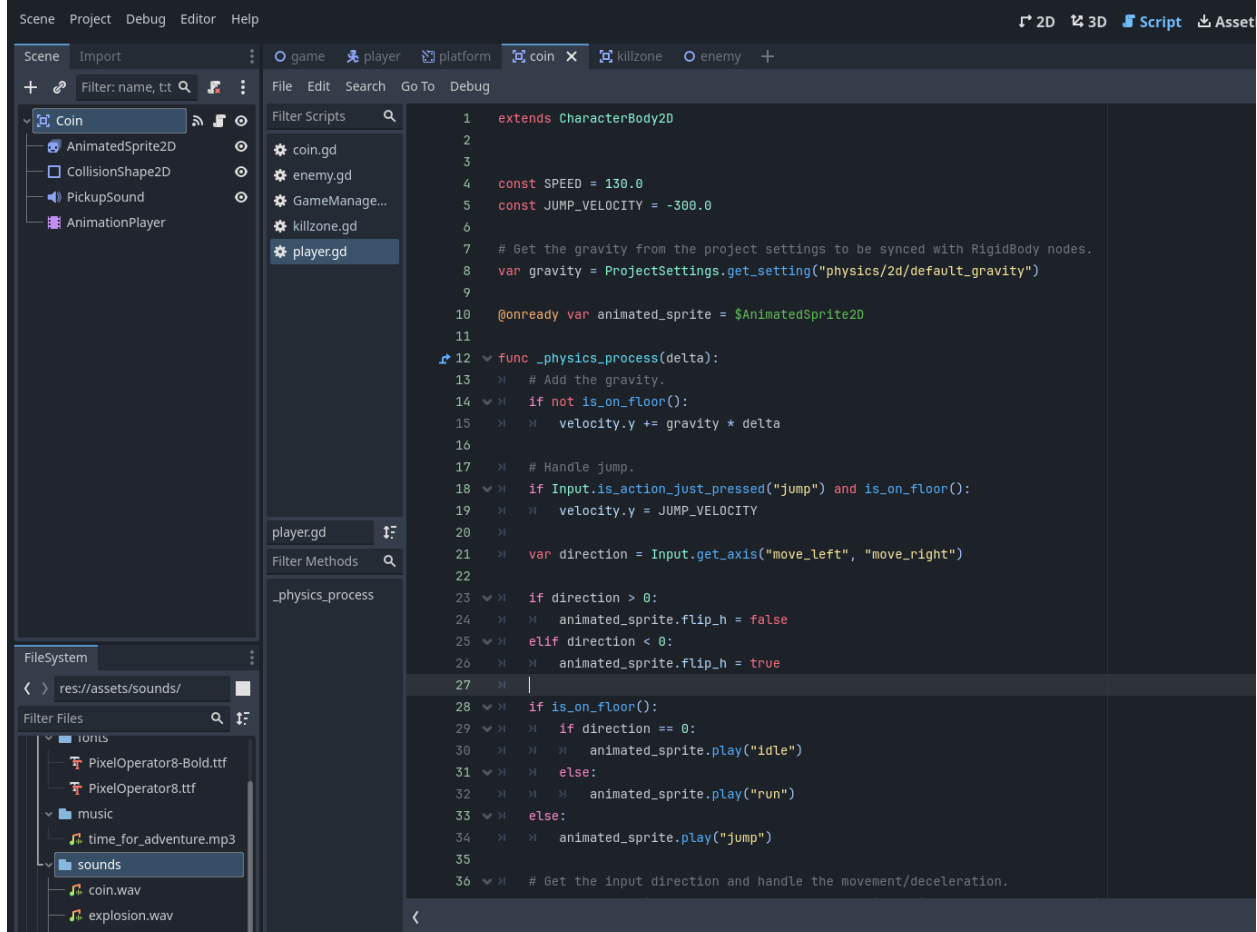 Scene Project Debug Editor Help
2D 3D Script Asset
Scene Import
Filter: name, t:t
Coin
AnimatedSprite2D
CollisionShape2D
PickupSound
AnimationPlayer
FileSystem
res://assets/sounds/
Filter Files
fonts
PixelOperator8-Bold.ttf
PixelOperator8.ttf
music
time_for_adventure.mp3
sounds
coin.wav
explosion.wav
game player platform coin killzone enemy
File Edit Search Go To Debug
Filter Scripts
coin.gd
enemy.gd
GameManage...
killzone.gd
player.gd
player.gd
Filter Methods
_physics_process
1 extends CharacterBody2D
2
3
4 const SPEED = 130.0
5 const JUMP_VELOCITY = -300.0
6
7 # Get the gravity from the project settings to be synced with RigidBody nodes.
8 var gravity = ProjectSettings.get_setting("physics/2d/default_gravity")
9
10 @onready var animated_sprite = $AnimatedSprite2D
11
12 func _physics_process(delta):
13 # Add the gravity.
14 if not is_on_floor():
15 velocity.y += gravity * delta
16
17 # Handle jump.
18 if Input.is_action_just_pressed("jump") and is_on_floor():
19 velocity.y = JUMP_VELOCITY
20
21 var direction = Input.get_axis("move_left", "move_right")
22
23 if direction > 0:
24 animated_sprite.flip_h = false
25 elif direction < 0:
26 animated_sprite.flip_h = true
27
28 if is_on_floor():
29 if direction == 0:
30 animated_sprite.play("idle")
31 else:
32 animated_sprite.play("run")
33 else:
34 animated_sprite.play("jump")
35
36 # Get the input direction and handle the movement/deceleration.